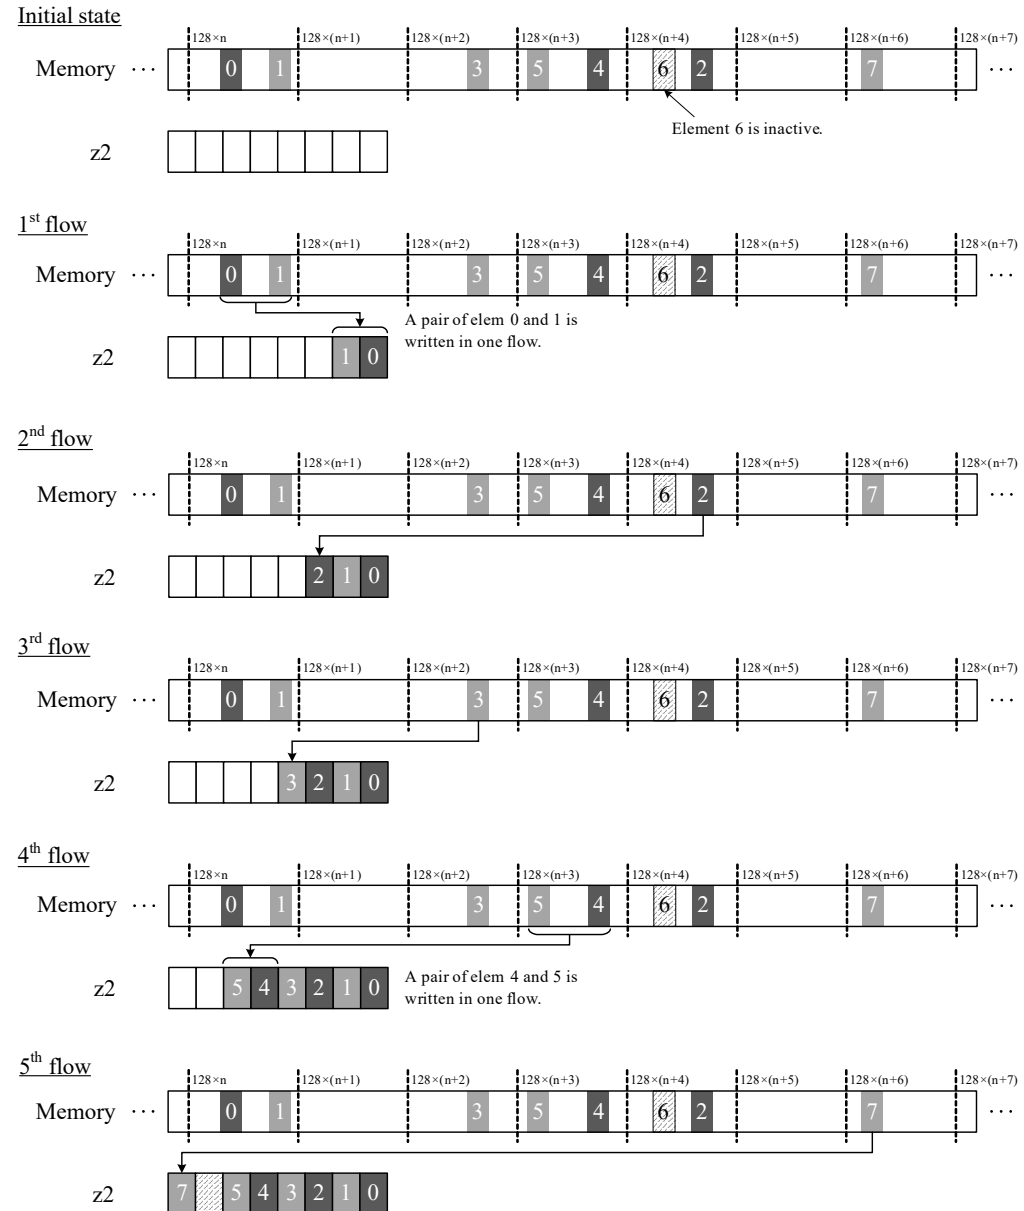 Initial state
128×n 128×(n+1) 128×(n+2) 128×(n+3) 128×(n+4) 128×(n+5) 128×(n+6) 128×(n+7)
Memory ··· 0 1 3 5 4 6 2 7 ···
Element 6 is inactive.
z2
1st flow
128×n 128×(n+1) 128×(n+2) 128×(n+3) 128×(n+4) 128×(n+5) 128×(n+6) 128×(n+7)
Memory ··· 0 1 3 5 4 6 2 7 ···
A pair of elem 0 and 1 is
written in one flow.
z2 1 0
2nd flow
128×n 128×(n+1) 128×(n+2) 128×(n+3) 128×(n+4) 128×(n+5) 128×(n+6) 128×(n+7)
Memory ··· 0 1 3 5 4 6 2 7 ···
z2 2 1 0
3rd flow
128×n 128×(n+1) 128×(n+2) 128×(n+3) 128×(n+4) 128×(n+5) 128×(n+6) 128×(n+7)
Memory ··· 0 1 3 5 4 6 2 7 ···
z2 3 2 1 0
4th flow
128×n 128×(n+1) 128×(n+2) 128×(n+3) 128×(n+4) 128×(n+5) 128×(n+6) 128×(n+7)
Memory ··· 0 1 3 5 4 6 2 7 ···
A pair of elem 4 and 5 is
written in one flow.
z2 5 4 3 2 1 0
5th flow
128×n 128×(n+1) 128×(n+2) 128×(n+3) 128×(n+4) 128×(n+5) 128×(n+6) 128×(n+7)
Memory ··· 0 1 3 5 4 6 2 7 ···
z2 7 5 4 3 2 1 0